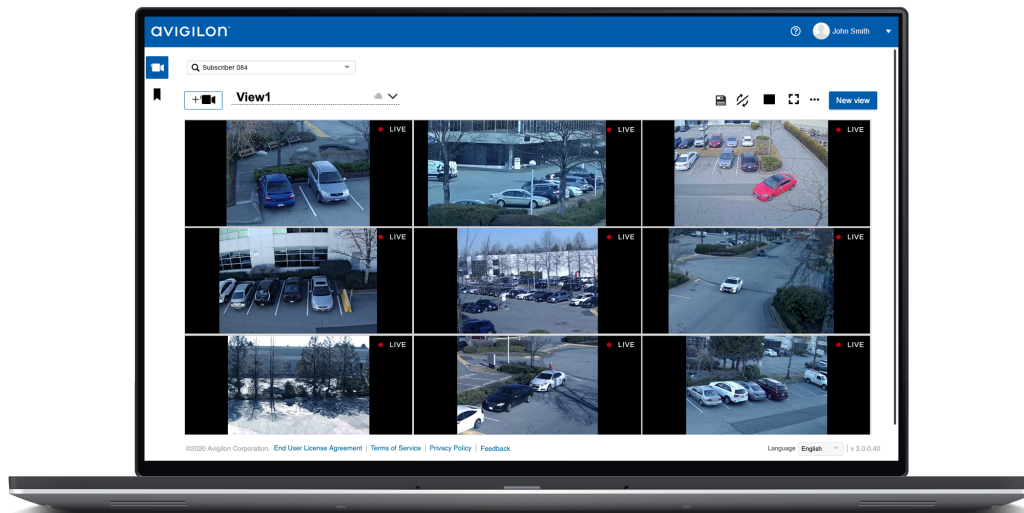 avigilon
John Smith
Subscriber 084
View1
New view
LIVE
LIVE
LIVE
LIVE
LIVE
LIVE
LIVE
LIVE
LIVE
©2020 Avigilon Corporation. End User License Agreement | Terms of Service | Privacy Policy | Feedback
Language English | v 3.0.0.40